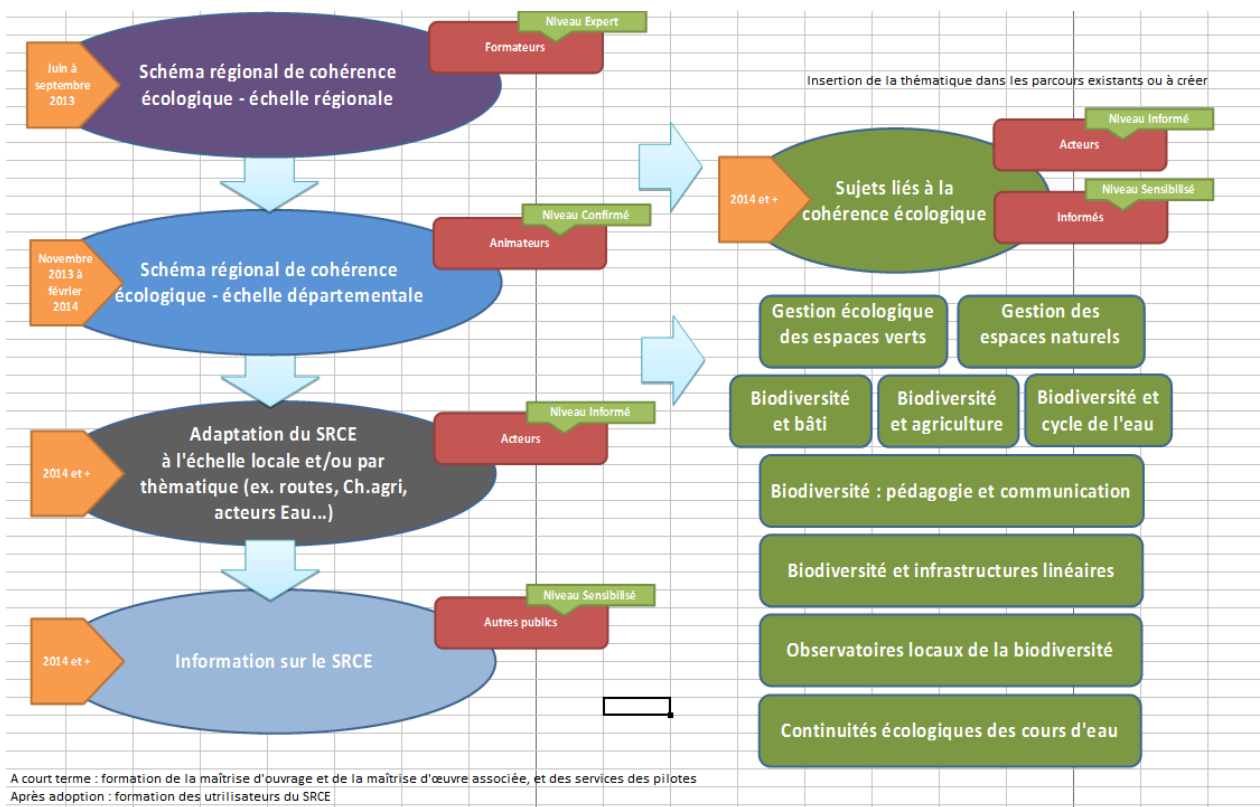 Niveau Expert
Formateurs
Juin à
septembre
2013
Schéma régional de cohérence
écologique - échelle régionale
Niveau Confirmé
Animateurs
Novembre
2013 à
février
2014
Schéma régional de cohérence
écologique - échelle départementale
Niveau Informé
Acteurs
2014 et +
Adaptation du SRCE
à l'échelle locale et/ou par
thèmatique (ex. routes, Ch.agri,
acteurs Eau...)
Niveau Sensibilisé
Autres publics
2014 et +
Information sur le SRCE
A court terme : formation de la maîtrise d'ouvrage et de la maîtrise d'œuvre associée, et des services des pilotes
Après adoption : formation des utilisateurs du SRCE
Insertion de la thématique dans les parcours existants ou à créer
Niveau Informé
Acteurs
Niveau Sensibilisé
Informés
2014 et +
Sujets liés à la
cohérence écologique
Gestion écologique
des espaces verts
Gestion des
espaces naturels
Biodiversité
et bâti
Biodiversité
et agriculture
Biodiversité et
cycle de l'eau
Biodiversité : pédagogie et communication
Biodiversité et infrastructures linéaires
Observatoires locaux de la biodiversité
Continuités écologiques des cours d'eau